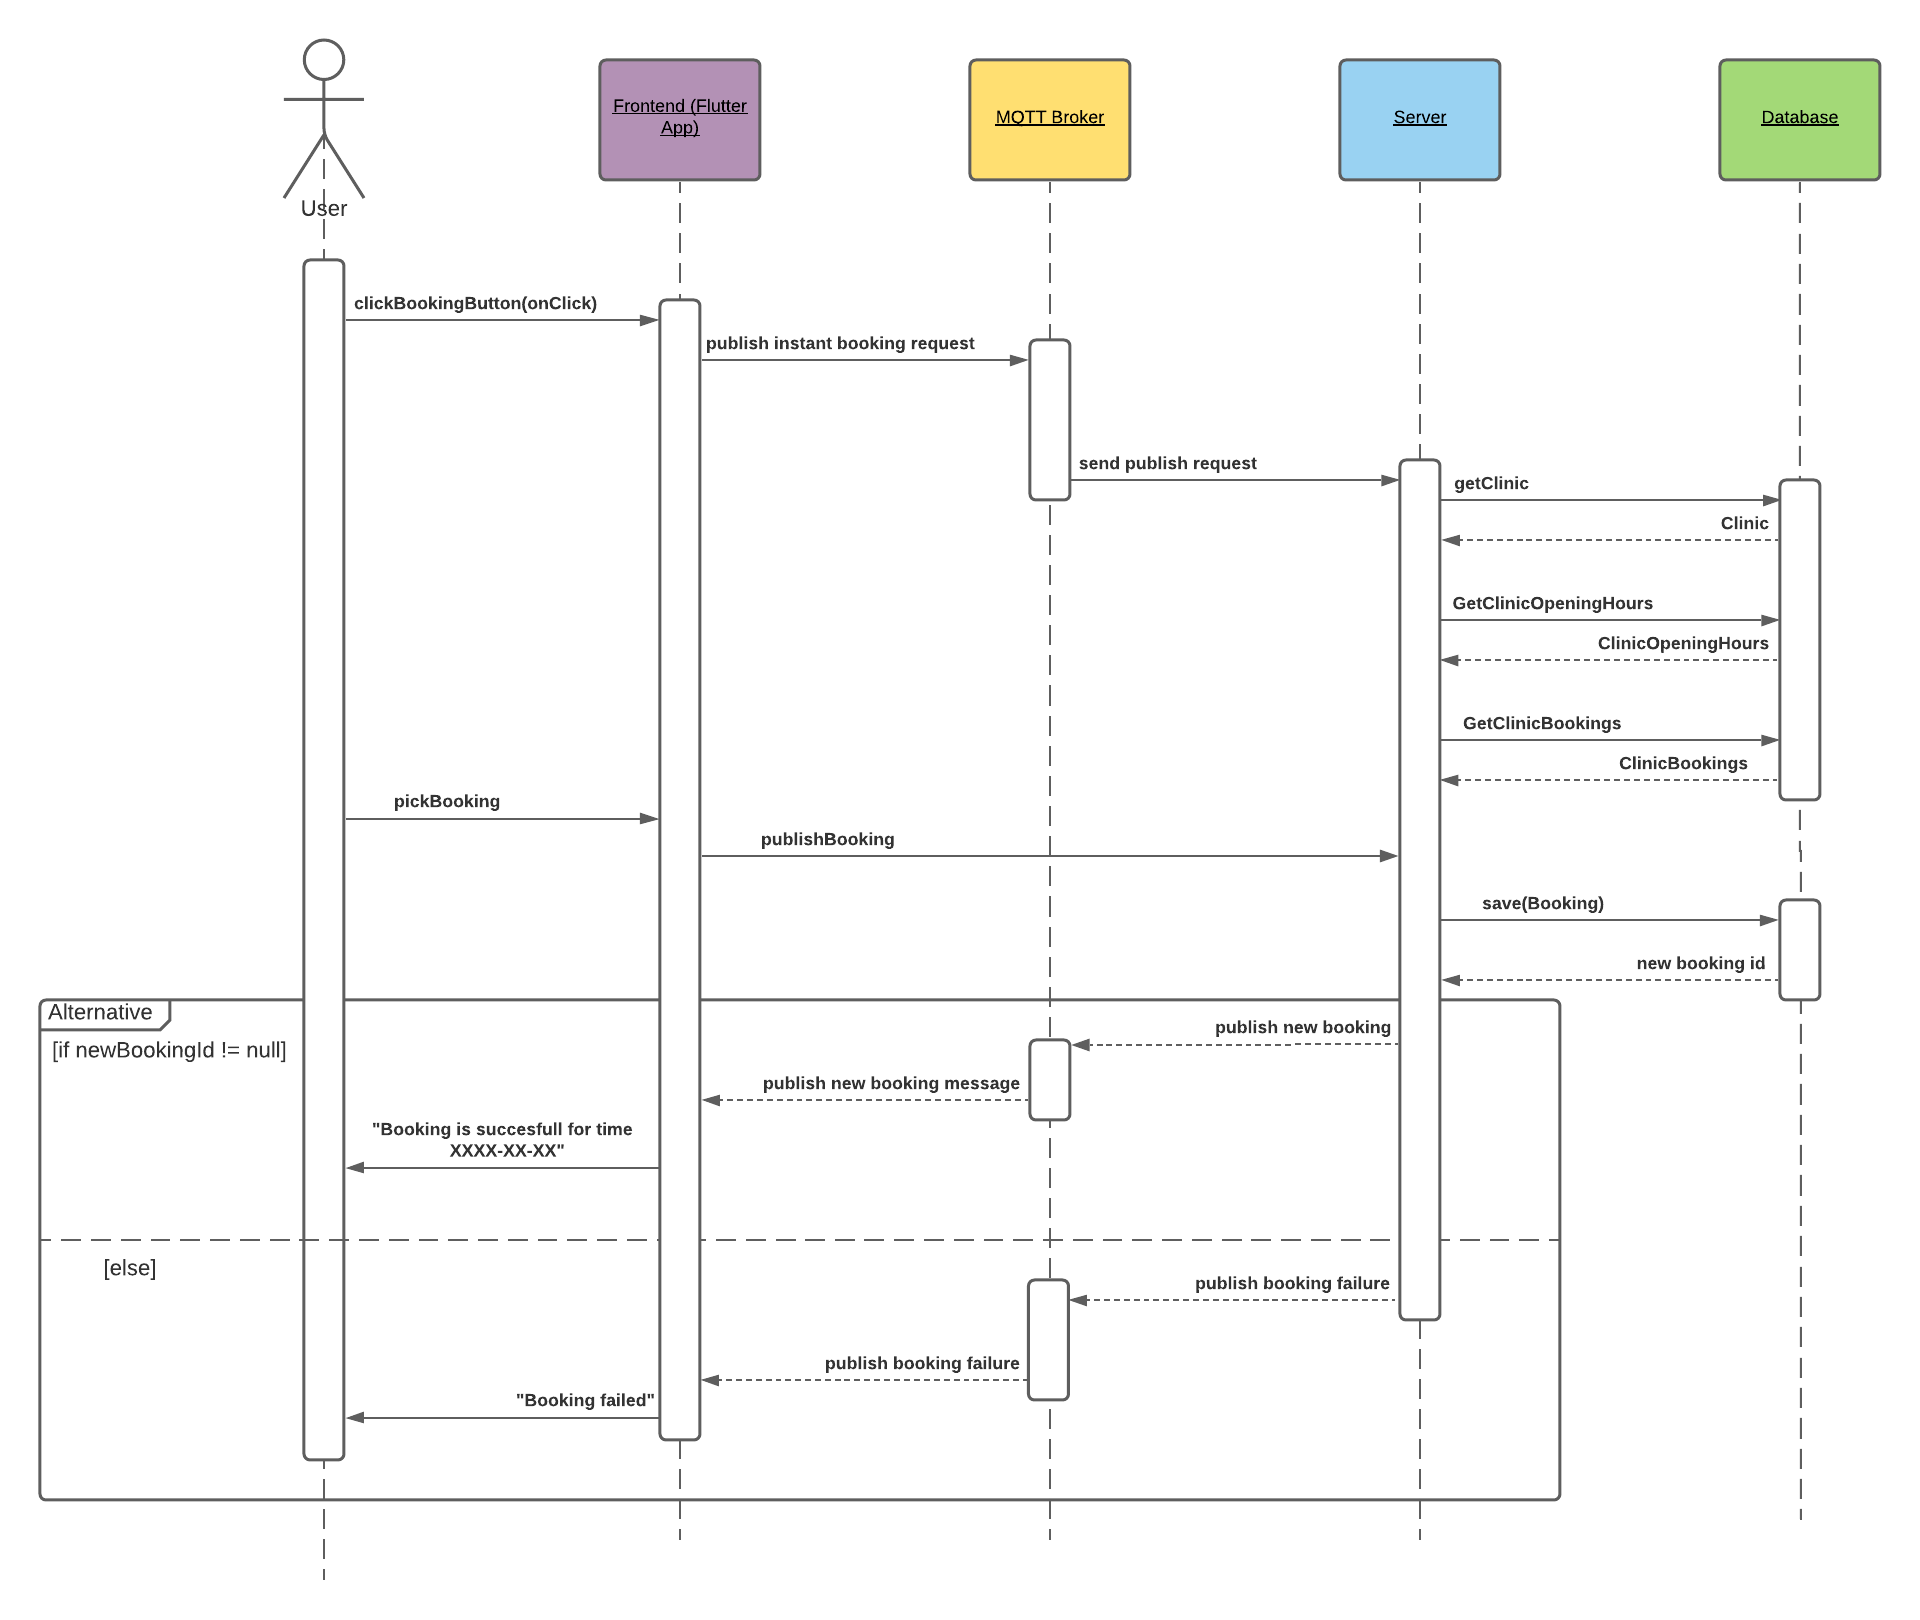 Frontend (Flutter
App)
MQTT Broker
Server
Database
User
clickBookingButton(onClick)
publish instant booking request
send publish request
getClinic
Clinic
GetClinicOpeningHours
ClinicOpeningHours
GetClinicBookings
ClinicBookings
pickBooking
publishBooking
save(Booking)
new booking id
Alternative
[if newBookingId != null]
publish new booking
publish new booking message
"Booking is succesfull for time
XXXX-XX-XX"
[else]
publish booking failure
publish booking failure
"Booking failed"